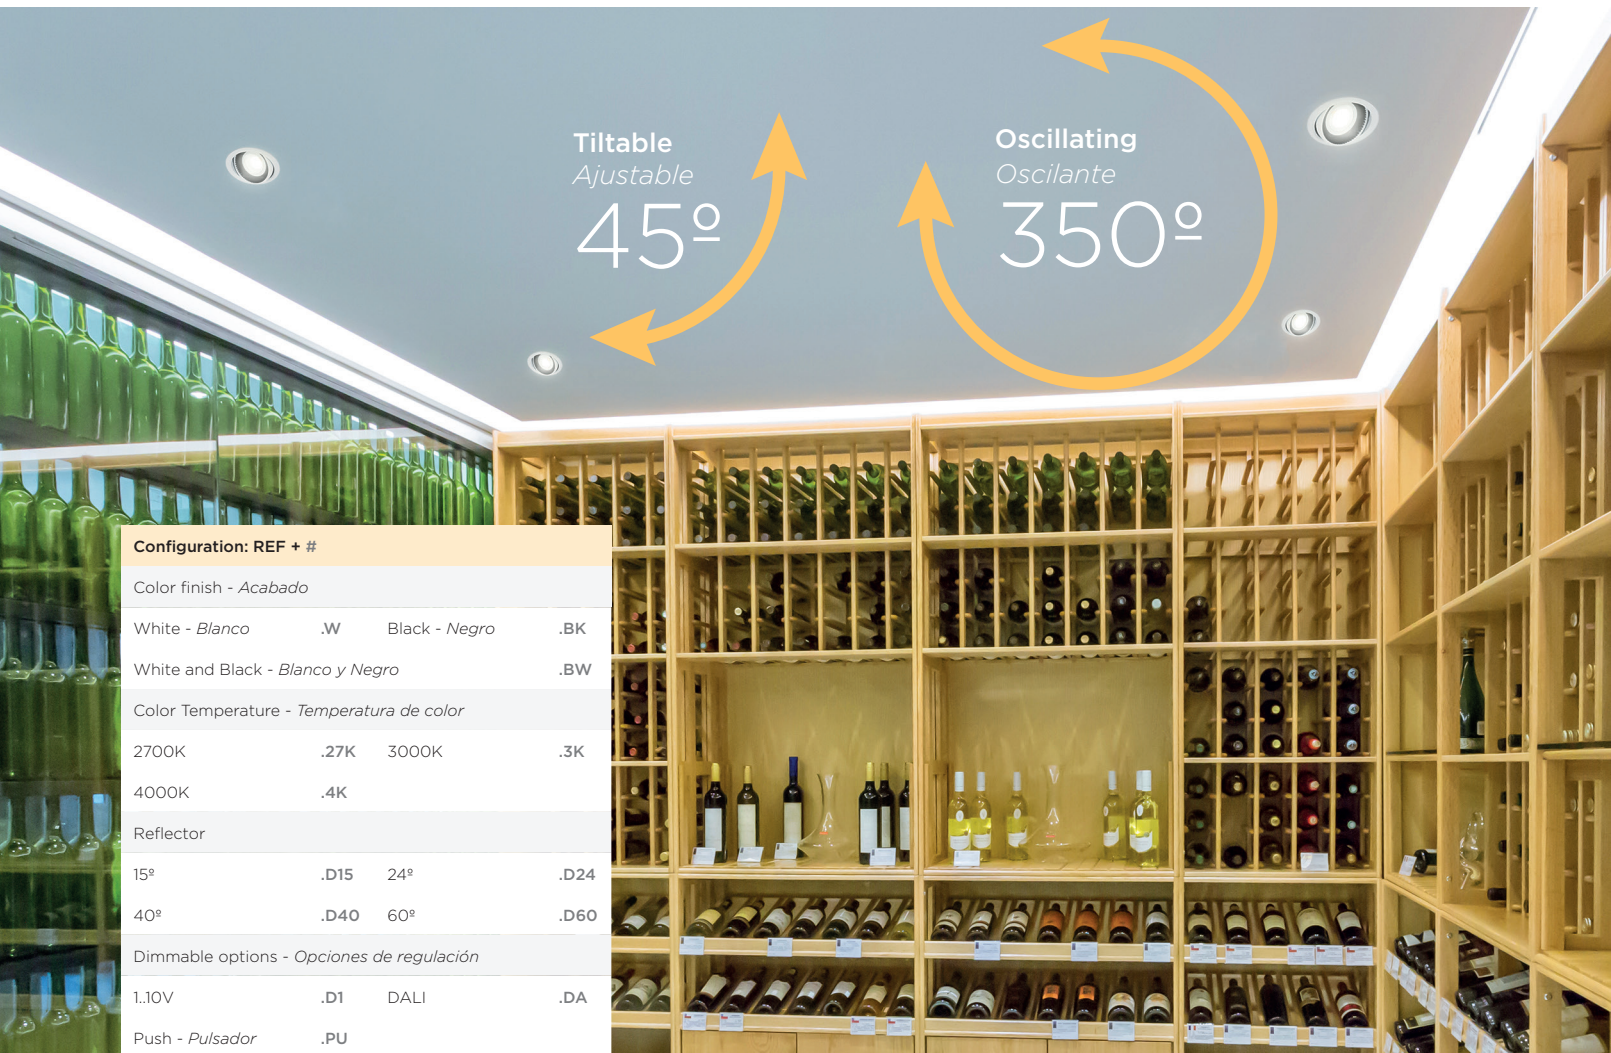 Tiltable
Ajustable
45º
Oscillating
Oscilante
350º
Configuration: REF + #
Color finish - Acabado
White - Blanco .W Black - Negro .BK
White and Black - Blanco y Negro .BW
Color Temperature - Temperatura de color
2700K .27K 3000K .3K
4000K .4K
Reflector
15º .D15 24º .D24
40º .D40 60º .D60
Dimmable options - Opciones de regulación
1..10V .D1 DALI .DA
Push - Pulsador .PU